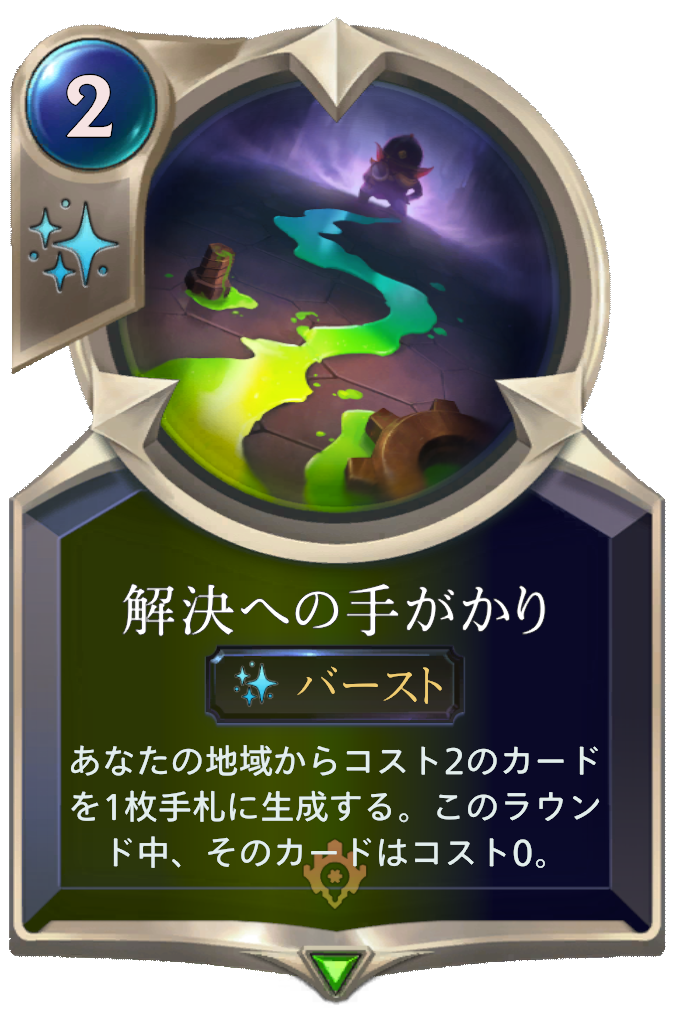 2
解決への手がかり
バースト
あなたの地域からコスト2のカード
を1枚手札に生成する。このラウン
ド中、そのカードはコスト0。